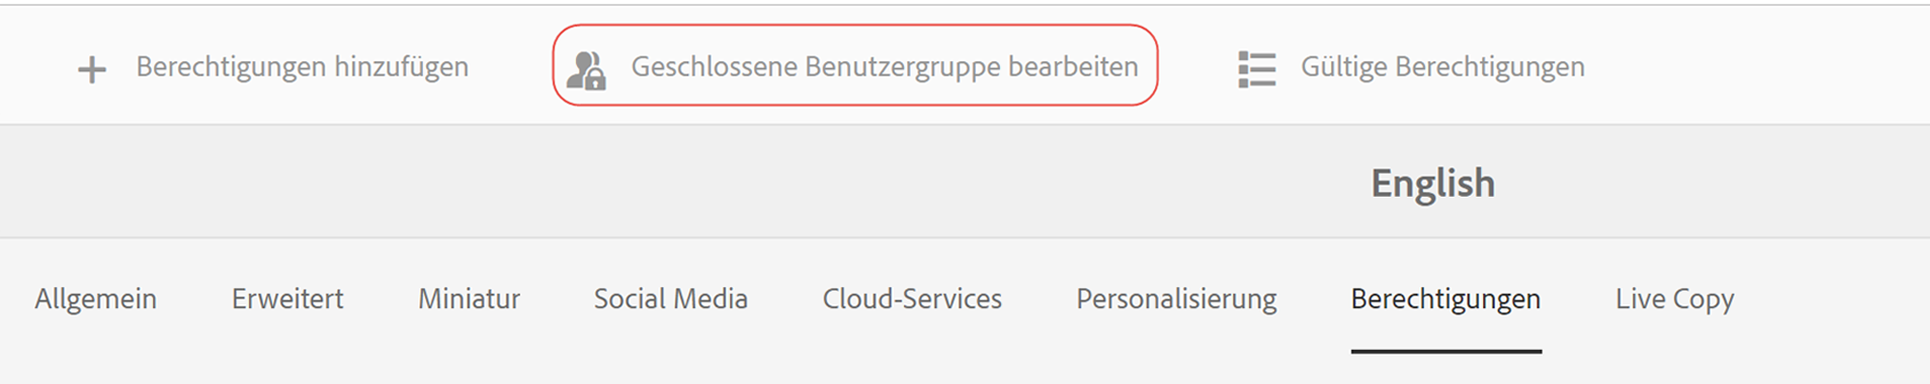 Berechtigungen hinzufügen Geschlossene Benutzergruppe bearbeiten Gültige Berechtigungen
English
Allgemein Erweitert Miniatur Social Media Cloud-Services Personalisierung Berechtigungen Live Copy